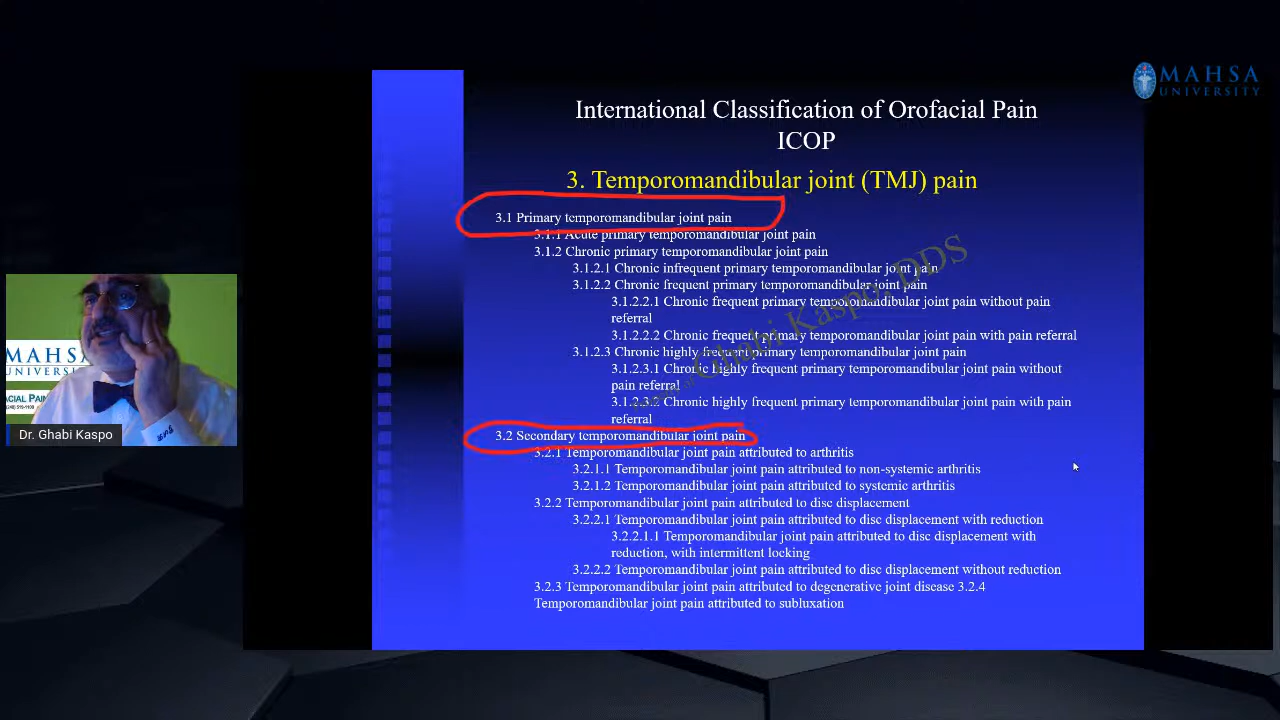 MAHSA
UNIVERSITY
International Classification of Orofacial Pain
ICOP
3. Temporomandibular joint (TMJ) pain
3.1 Primary temporomandibular joint pain
3.1.1 Acute primary temporomandibular joint pain
3.1.2 Chronic primary temporomandibular joint pain
3.1.2.1 Chronic infrequent primary temporomandibular joint pain
3.1.2.2 Chronic frequent primary temporomandibular joint pain
3.1.2.2.1 Chronic frequent primary temporomandibular joint pain without pain
referral
3.1.2.2.2 Chronic frequent primary temporomandibular joint pain with pain referral
3.1.2.3 Chronic highly frequent primary temporomandibular joint pain
3.1.2.3.1 Chronic highly frequent primary temporomandibular joint pain without
pain referral
3.1.2.3.2 Chronic highly frequent primary temporomandibular joint pain with pain
referral
3.2 Secondary temporomandibular joint pain
3.2.1 Temporomandibular joint pain attributed to arthritis
3.2.1.1 Temporomandibular joint pain attributed to non-systemic arthritis
3.2.1.2 Temporomandibular joint pain attributed to systemic arthritis
3.2.2 Temporomandibular joint pain attributed to disc displacement
3.2.2.1 Temporomandibular joint pain attributed to disc displacement with reduction
3.2.2.1.1 Temporomandibular joint pain attributed to disc displacement with
reduction, with intermittent locking
3.2.2.2 Temporomandibular joint pain attributed to disc displacement without reduction
3.2.3 Temporomandibular joint pain attributed to degenerative joint disease 3.2.4
Temporomandibular joint pain attributed to subluxation
Ghabi Kaspo, DDS
MAHSA
UNIVERS
ACIAL PAIN
Dr. Ghabi Kaspo